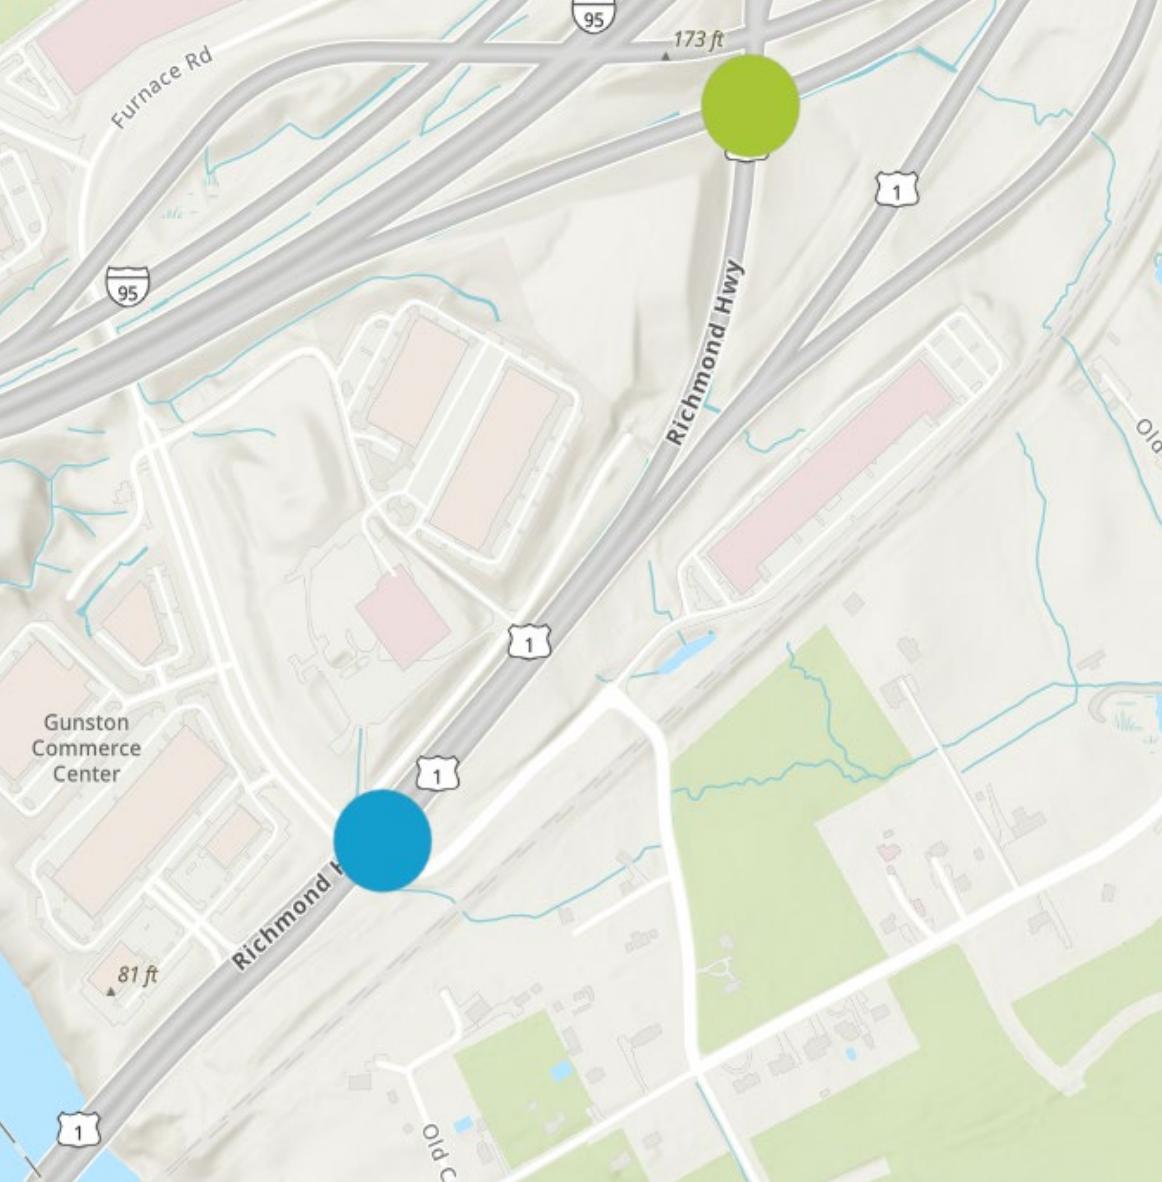 95
173 ft
Furnace Rd
1
95
Richmond Hwy
Old
1
Gunston
Commerce
Center
1
Richmond H
81 ft
1
Old C